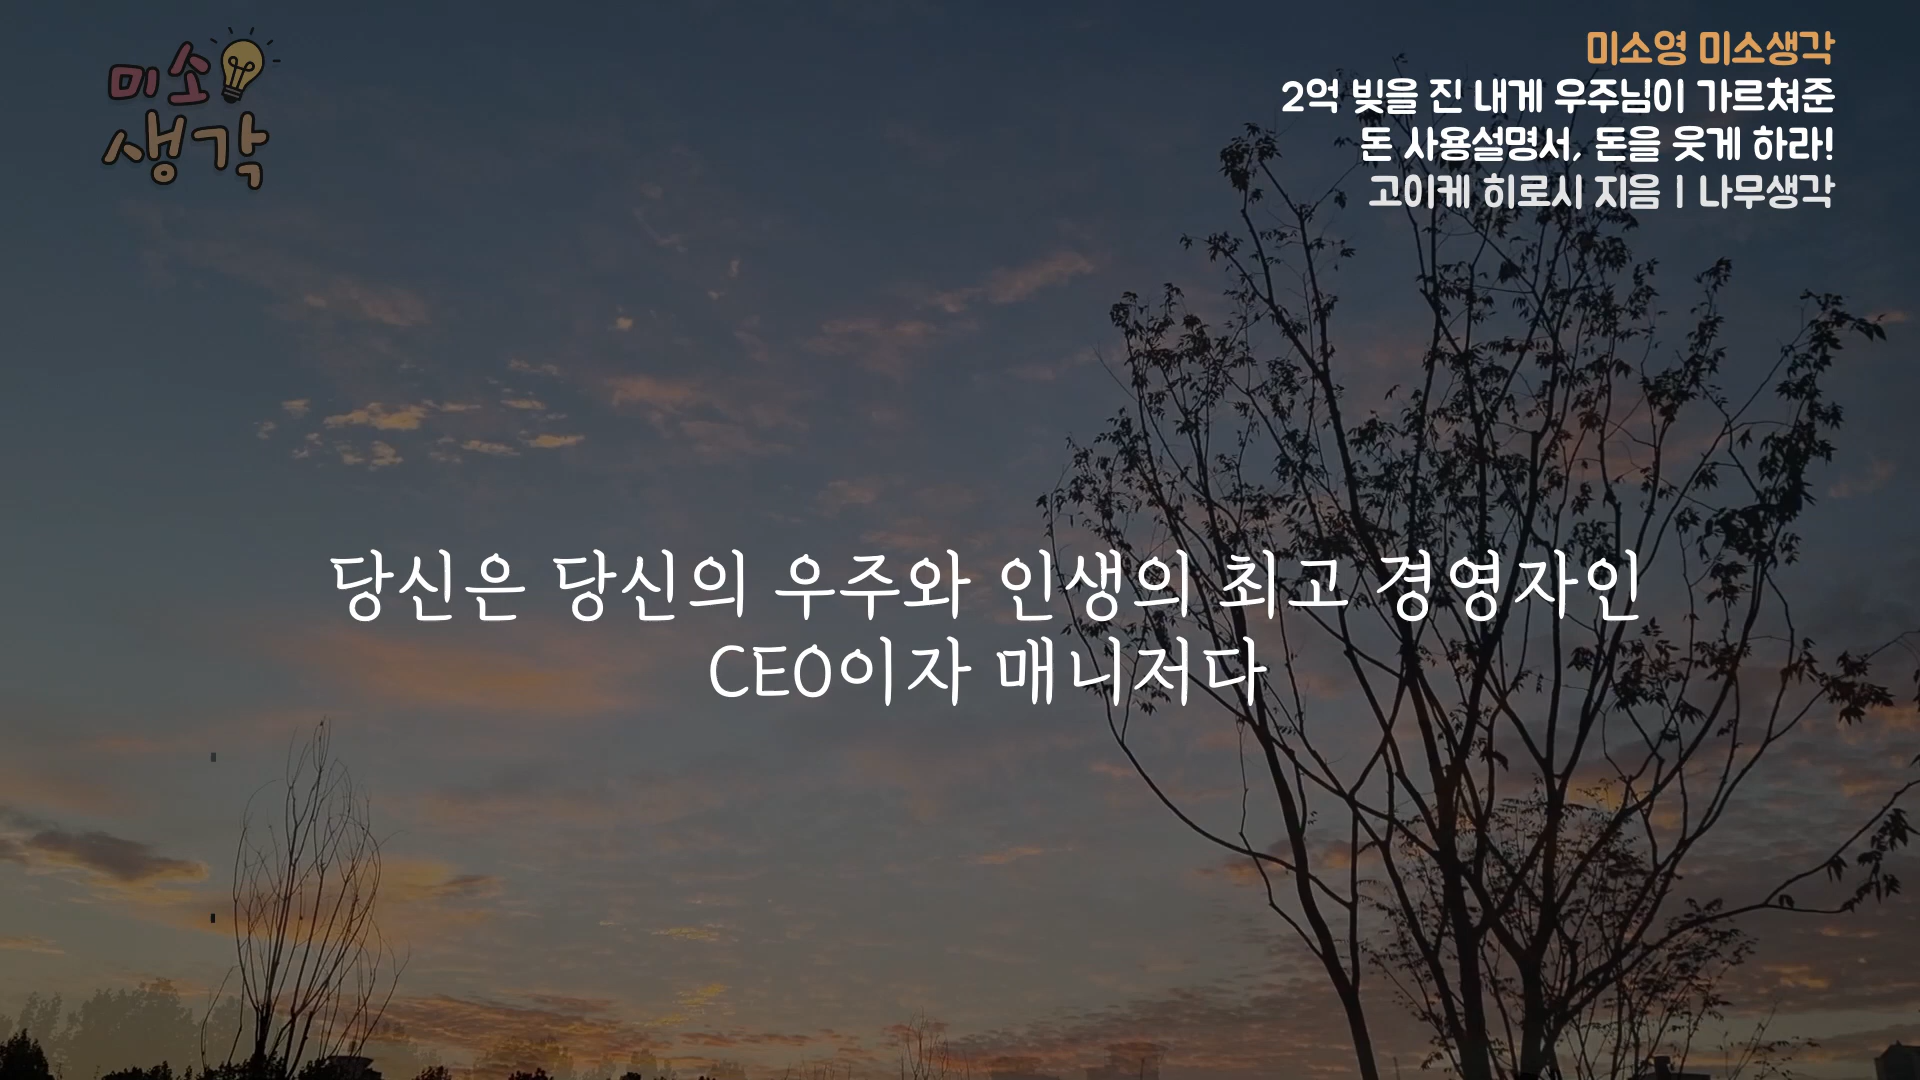 미소
생각
미소영 미소생각
2억 빚을 진 내게 우주님이 가르쳐준
돈 사용설명서, 돈을 웃게 하라!
고이케 히로시 지음 | 나무생각
당신은 당신의 우주와 인생의 최고 경영자인
CEO이자 매니저다